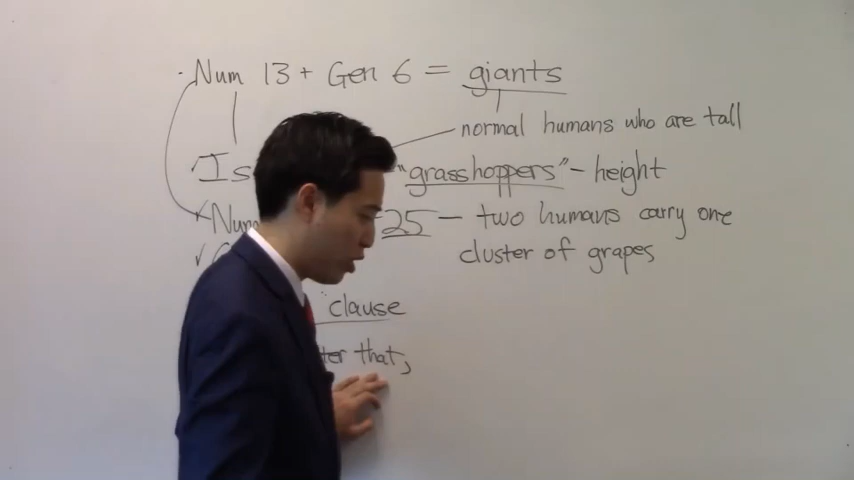 - Num 13 + Gen 6 = giants
normal humans who are tall
Is "grasshoppers" - height
Num 25 - two humans carry one
cluster of grapes
" clause
ter that,